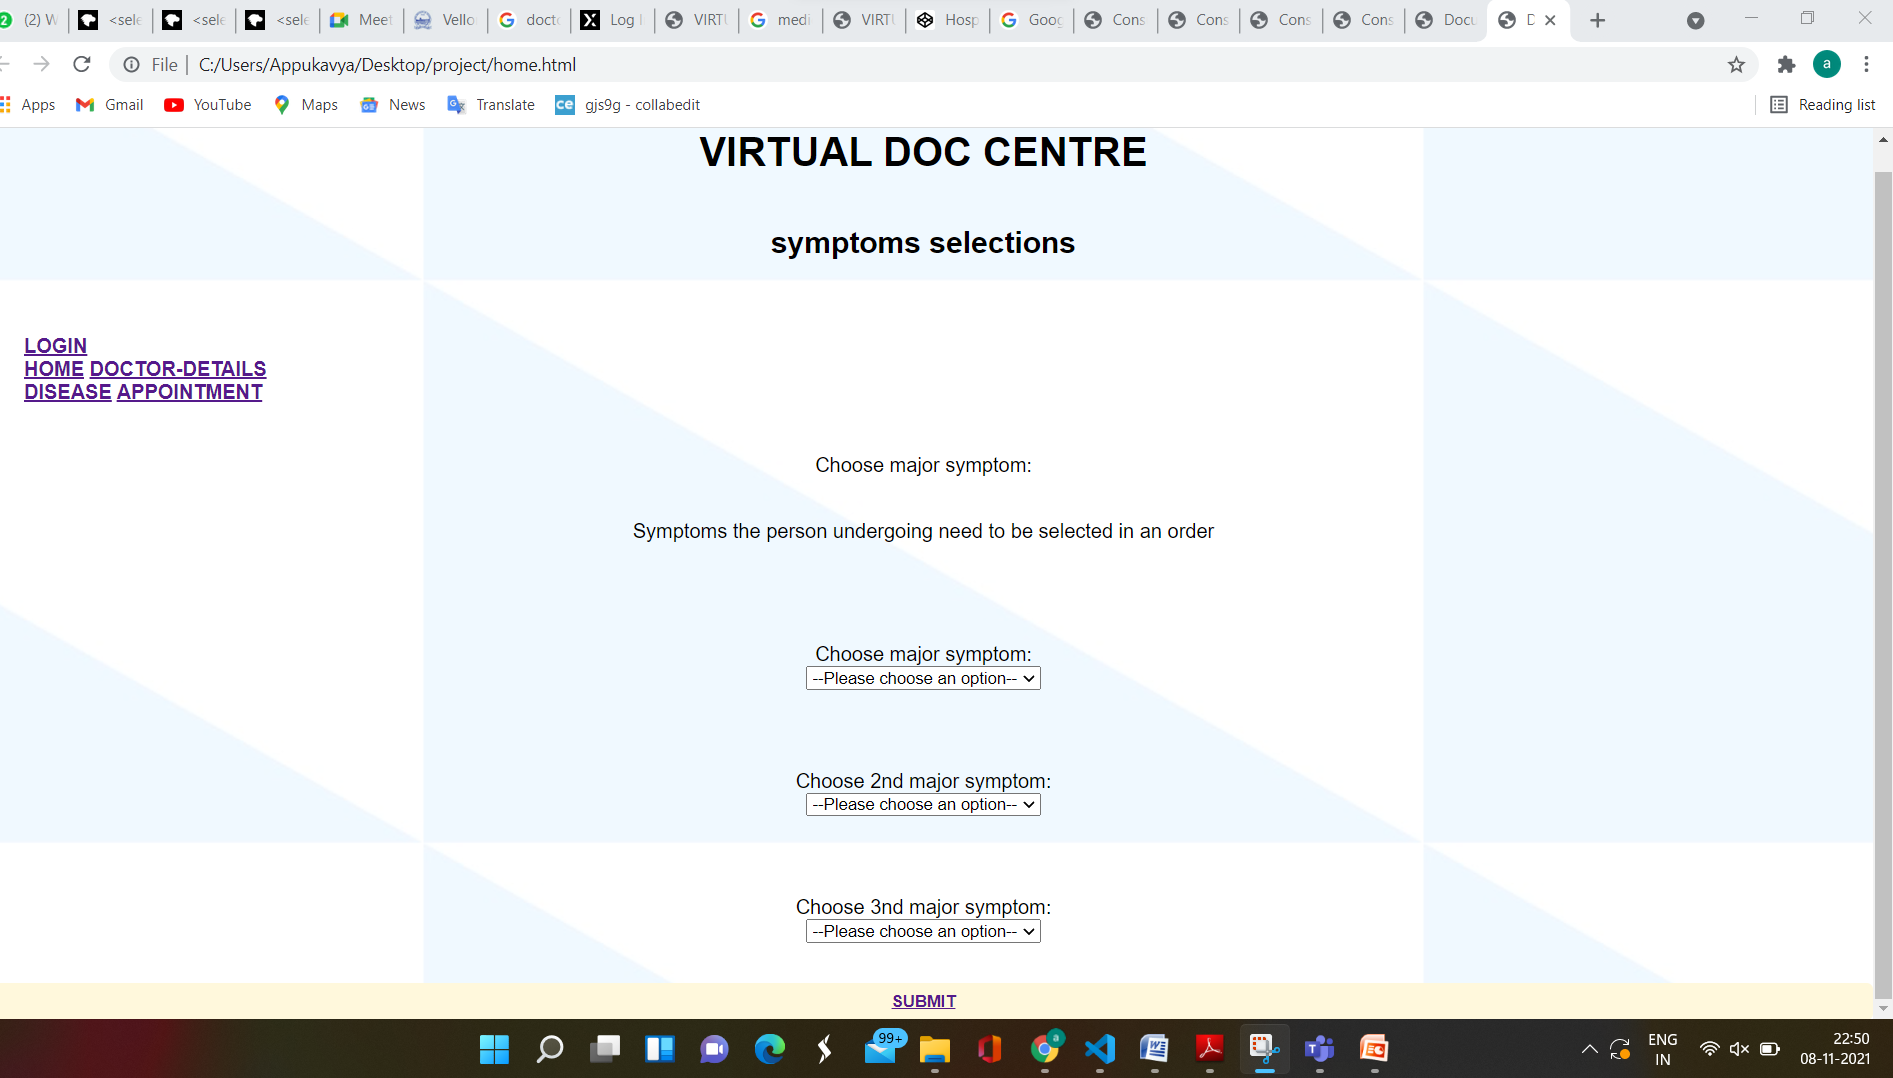 (2) W <sele <sele <sele Meet Vello docto Log I VIRTU medi VIRTU Hosp Goog Cons Cons Cons Cons Docu D
File C:/Users/Appukavya/Desktop/project/home.html a
Apps Gmail YouTube Maps News Translate ce gjs9g - collabedit Reading list
VIRTUAL DOC CENTRE
symptoms selections
LOGIN
HOME DOCTOR-DETAILS
DISEASE APPOINTMENT
Choose major symptom:
Symptoms the person undergoing need to be selected in an order
Choose major symptom:
--Please choose an option--
Choose 2nd major symptom:
--Please choose an option--
Choose 3nd major symptom:
--Please choose an option--
SUBMIT
99+
ENG
IN
22:50
08-11-2021